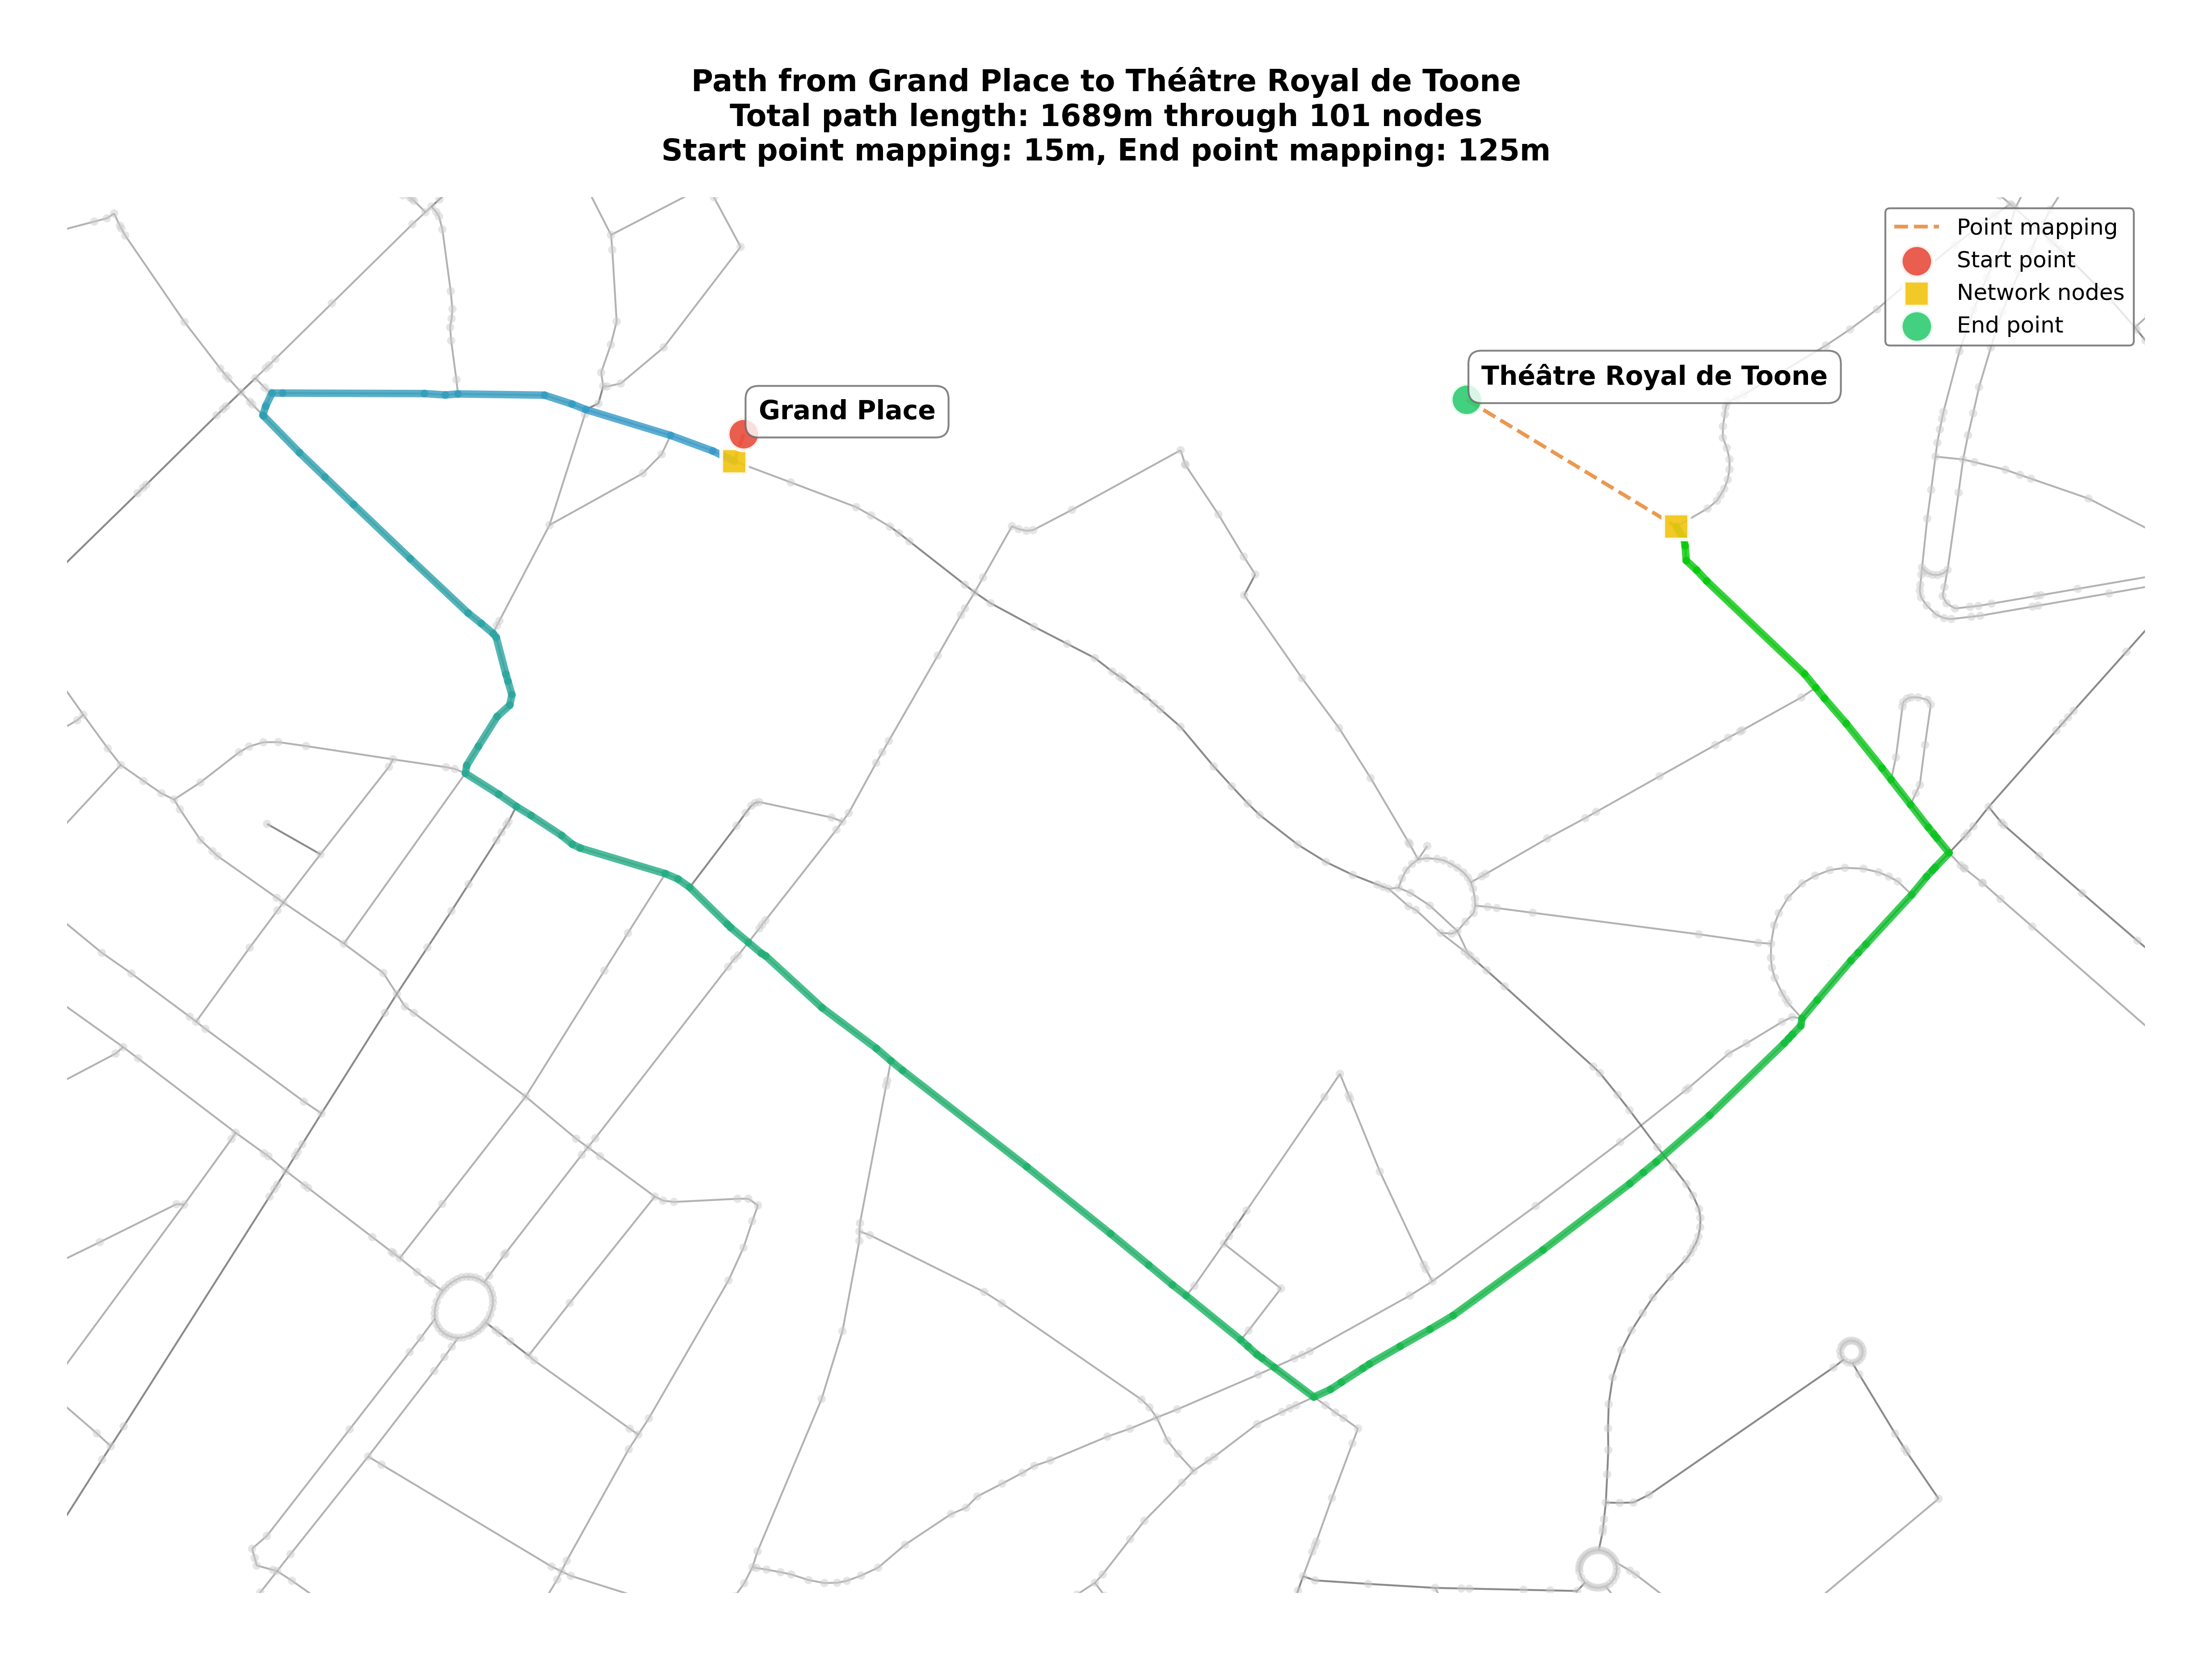 Path from Grand Place to Théâtre Royal de Toone
Total path length: 1689m through 101 nodes
Start point mapping: 15m, End point mapping: 125m
Point mapping
Start point
Network nodes
End point
Théâtre Royal de Toone
Grand Place